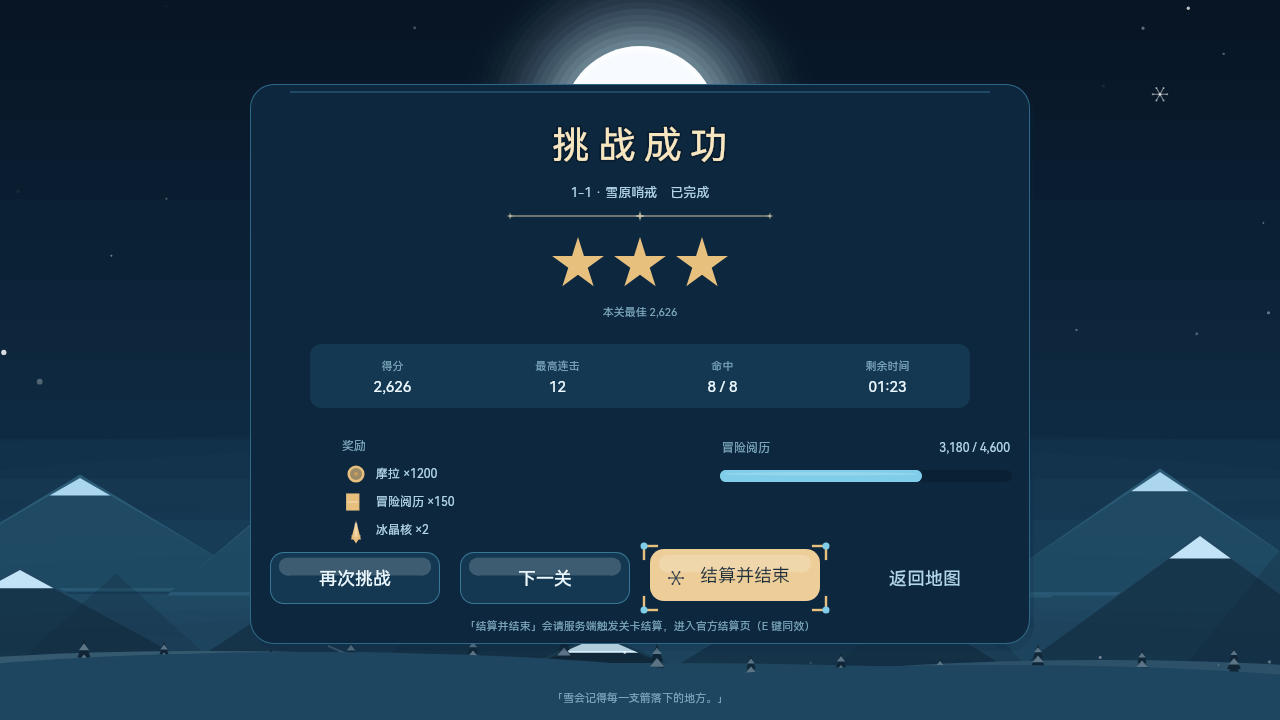 挑战成功
1-1 · 雪原哨戒　已完成
本关最佳 2,626
得分 最高连击 命中 剩余时间
2,626 12 8 / 8 01:23
奖励
摩拉 ×1200
冒险阅历 ×150
冰晶核 ×2
冒险阅历 3,180 / 4,600
再次挑战 下一关 结算并结束 返回地图
「结算并结束」会请服务端触发关卡结算，进入官方结算页（E 键同效）
「雪会记得每一支箭落下的地方。」